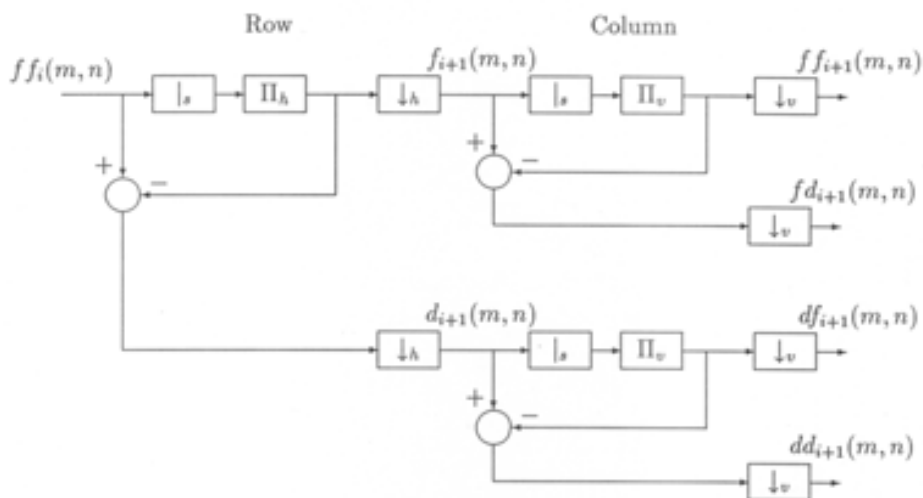 Row Column
ff_i(m, n) f_{i+1}(m, n) ff_{i+1}(m, n)
|_s Π_h ↓_h |_s Π_v ↓_v
+ − + −
fd_{i+1}(m, n)
↓_v
d_{i+1}(m, n) df_{i+1}(m, n)
↓_h |_s Π_v ↓_v
+ −
dd_{i+1}(m, n)
↓_v